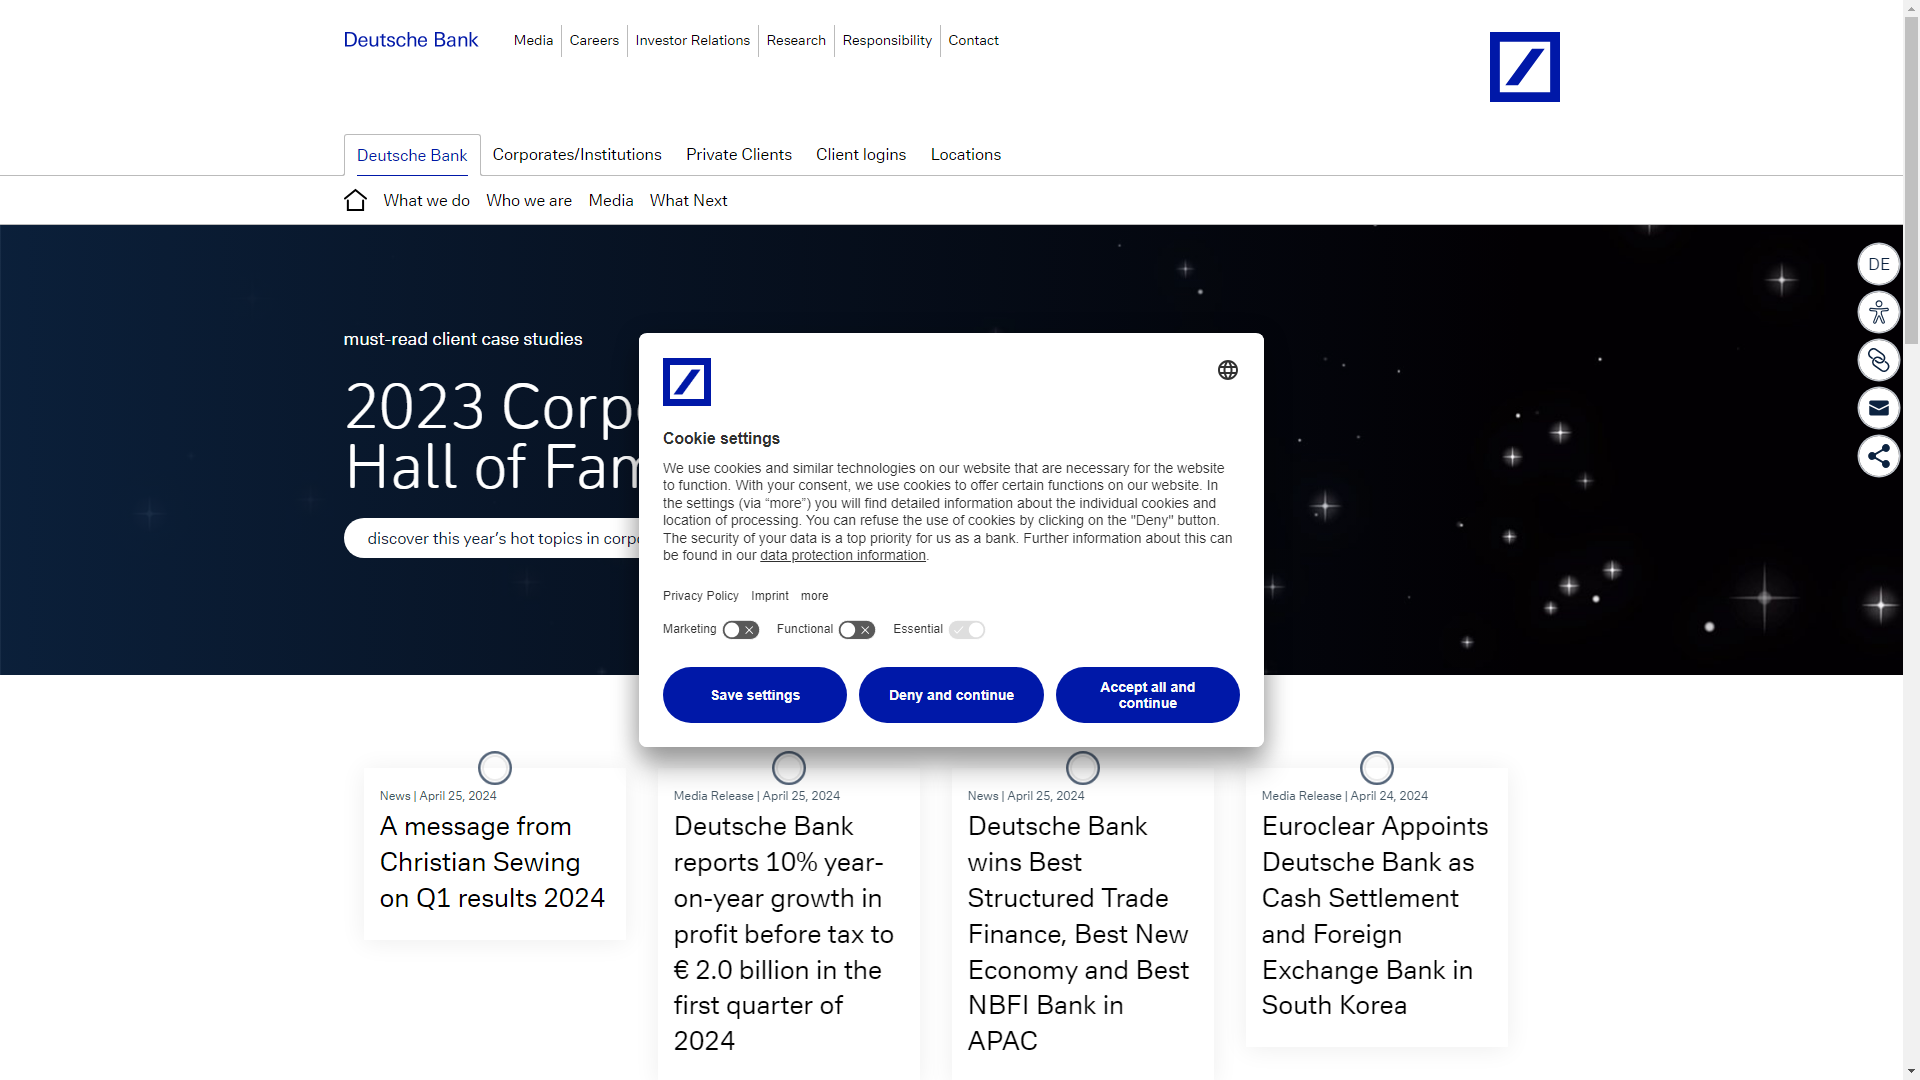 Deutsche Bank
Media
Careers
Investor Relations
Research
Responsibility
Contact
Deutsche Bank
Corporates/Institutions
Private Clients
Client logins
Locations
What we do
Who we are
Media
What Next
DE
must-read client case studies
2023 Corp
Hall of Fam
discover this year's hot topics in corp
Cookie settings
We use cookies and similar technologies on our website that are necessary for the website
to function. With your consent, we use cookies to offer certain functions on our website. In
the settings (via “more”) you will find detailed information about the individual cookies and
location of processing. You can refuse the use of cookies by clicking on the "Deny" button.
The security of your data is a top priority for us as a bank. Further information about this can
be found in our data protection information.
Privacy Policy
Imprint
more
Marketing
Functional
Essential
Save settings
Deny and continue
Accept all and
continue
News | April 25, 2024
A message from
Christian Sewing
on Q1 results 2024
Media Release | April 25, 2024
Deutsche Bank
reports 10% year-
on-year growth in
profit before tax to
€ 2.0 billion in the
first quarter of
2024
News | April 25, 2024
Deutsche Bank
wins Best
Structured Trade
Finance, Best New
Economy and Best
NBFI Bank in
APAC
Media Release | April 24, 2024
Euroclear Appoints
Deutsche Bank as
Cash Settlement
and Foreign
Exchange Bank in
South Korea